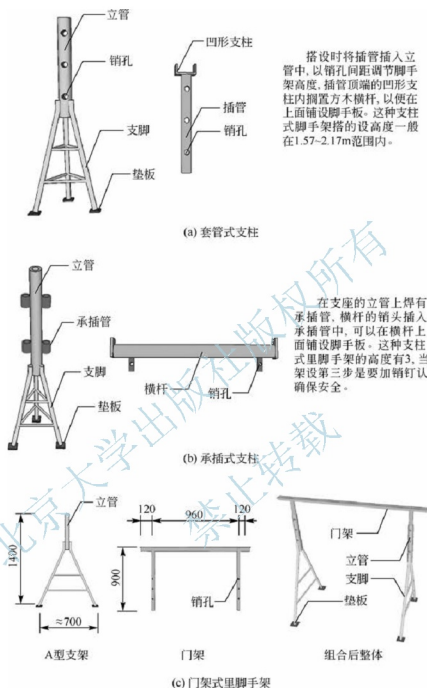 立管
销孔
支脚
垫板
凹形支柱
插管
销孔
搭设时将插管插入立
管中,以销孔间距调节脚手
架高度,插管顶端的凹形支
柱内搁置方木横杆,以便在
上面铺设脚手板。这种支柱
式脚手架搭的设高度一般
在1.57~2.17m范围内。
(a) 套管式支柱
立管
承插管
支脚
垫板
横杆
销孔
在支座的立管上焊有
承插管,横杆的销头插入
承插管中,可以在横杆上
面铺设脚手板。这种支柱
式里脚手架的高度有3,当
架设第三步是要加销钉认
确保安全。
(b) 承插式支柱
立管
1400
≈700
A型支架
120
960
120
900
销孔
门架
门架
立管
支脚
垫板
组合后整体
(c) 门架式里脚手架
北京大学出版社版权所有
禁止转载